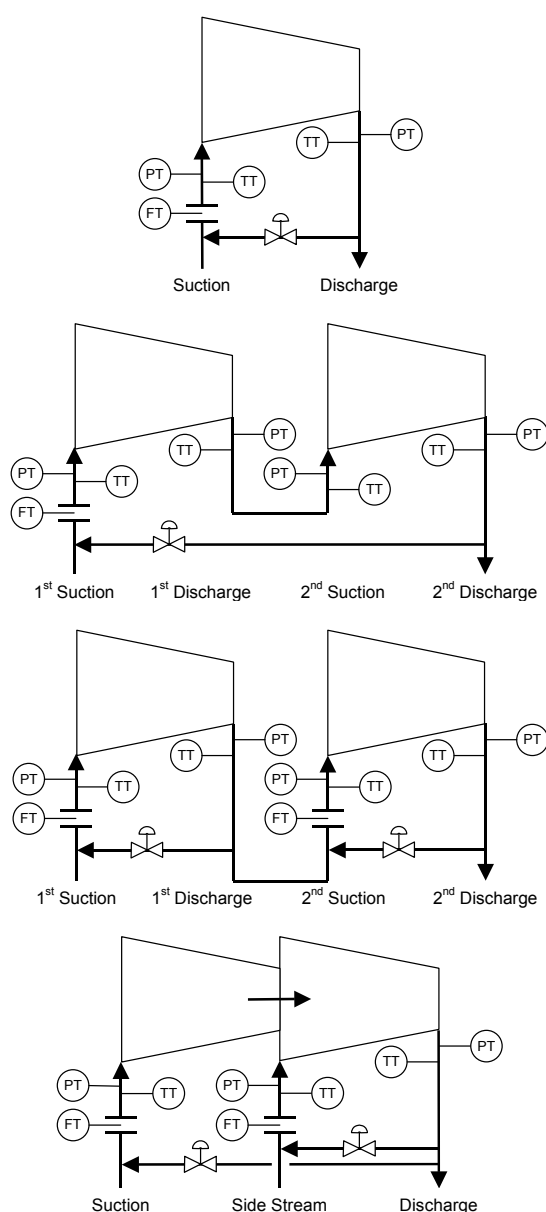 TT
PT
PT
TT
FT
Suction
Discharge
PT
TT
PT
PT
TT
PT
TT
TT
FT
1st Suction
1st Discharge
2nd Suction
2nd Discharge
PT
PT
TT
TT
PT
PT
TT
TT
FT
FT
1st Suction
1st Discharge
2nd Suction
2nd Discharge
PT
TT
PT
PT
TT
TT
FT
FT
Suction
Side Stream
Discharge